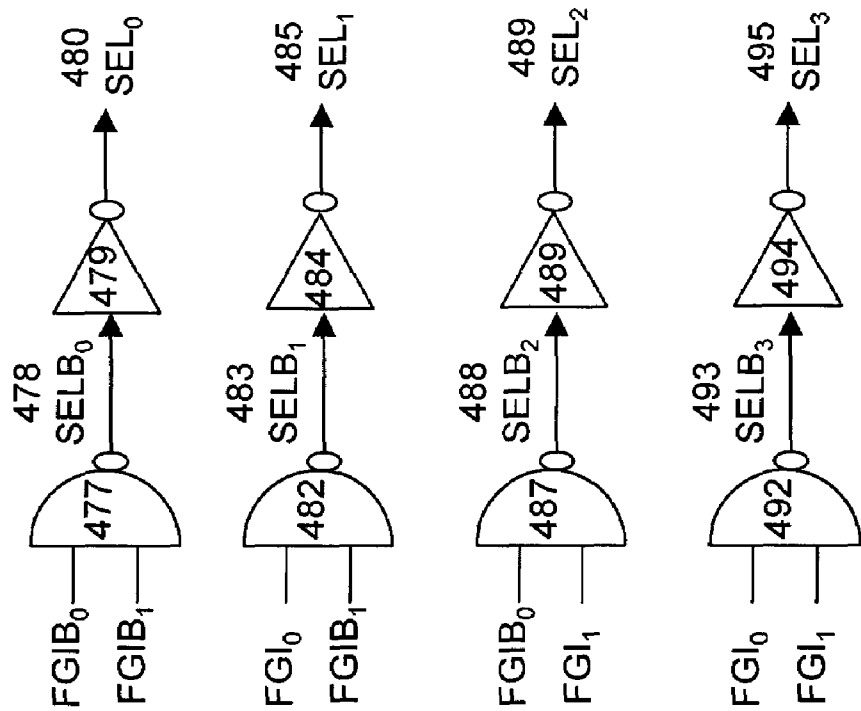 FGIB₀
FGIB₁
477
478
SELB₀
479
480
SEL₀
FGI₀
FGIB₁
482
483
SELB₁
484
485
SEL₁
FGIB₀
FGI₁
487
488
SELB₂
489
489
SEL₂
FGI₀
FGI₁
492
493
SELB₃
494
495
SEL₃